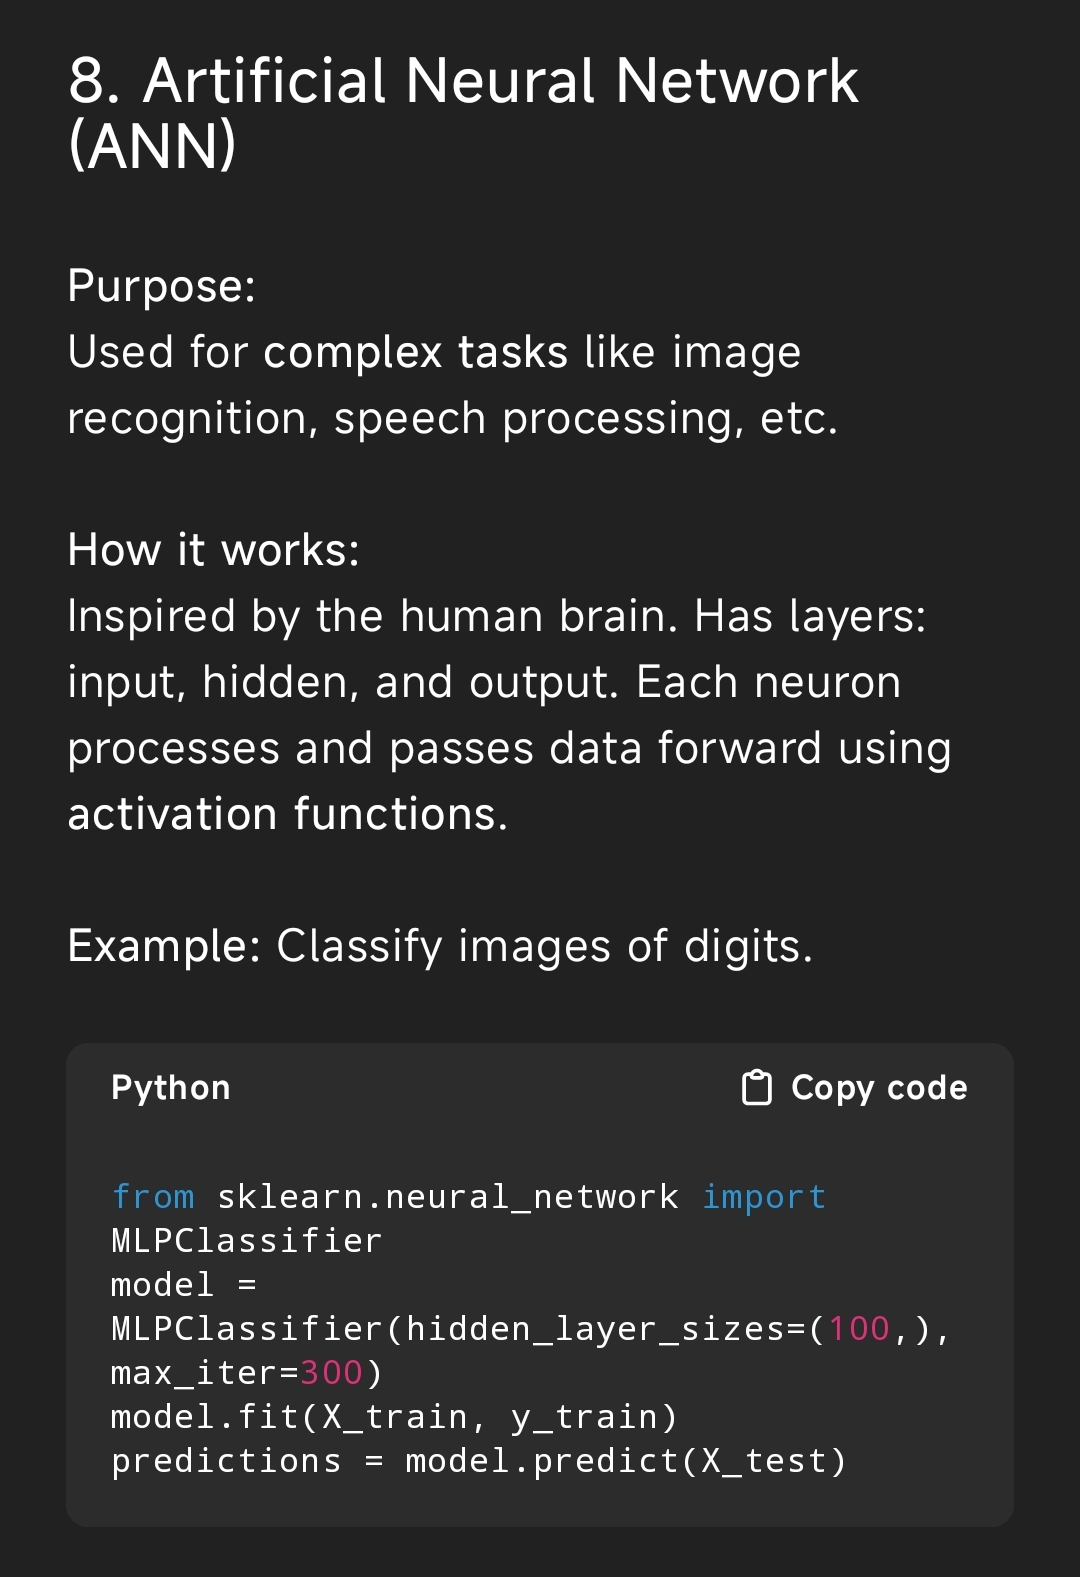 8. Artificial Neural Network
(ANN)
Purpose:
Used for complex tasks like image
recognition, speech processing, etc.
How it works:
Inspired by the human brain. Has layers:
input, hidden, and output. Each neuron
processes and passes data forward using
activation functions.
Example: Classify images of digits.
Python
Copy code
from sklearn.neural_network import
MLPClassifier
model =
MLPClassifier(hidden_layer_sizes=(100,),
max_iter=300)
model.fit(X_train, y_train)
predictions = model.predict(X_test)